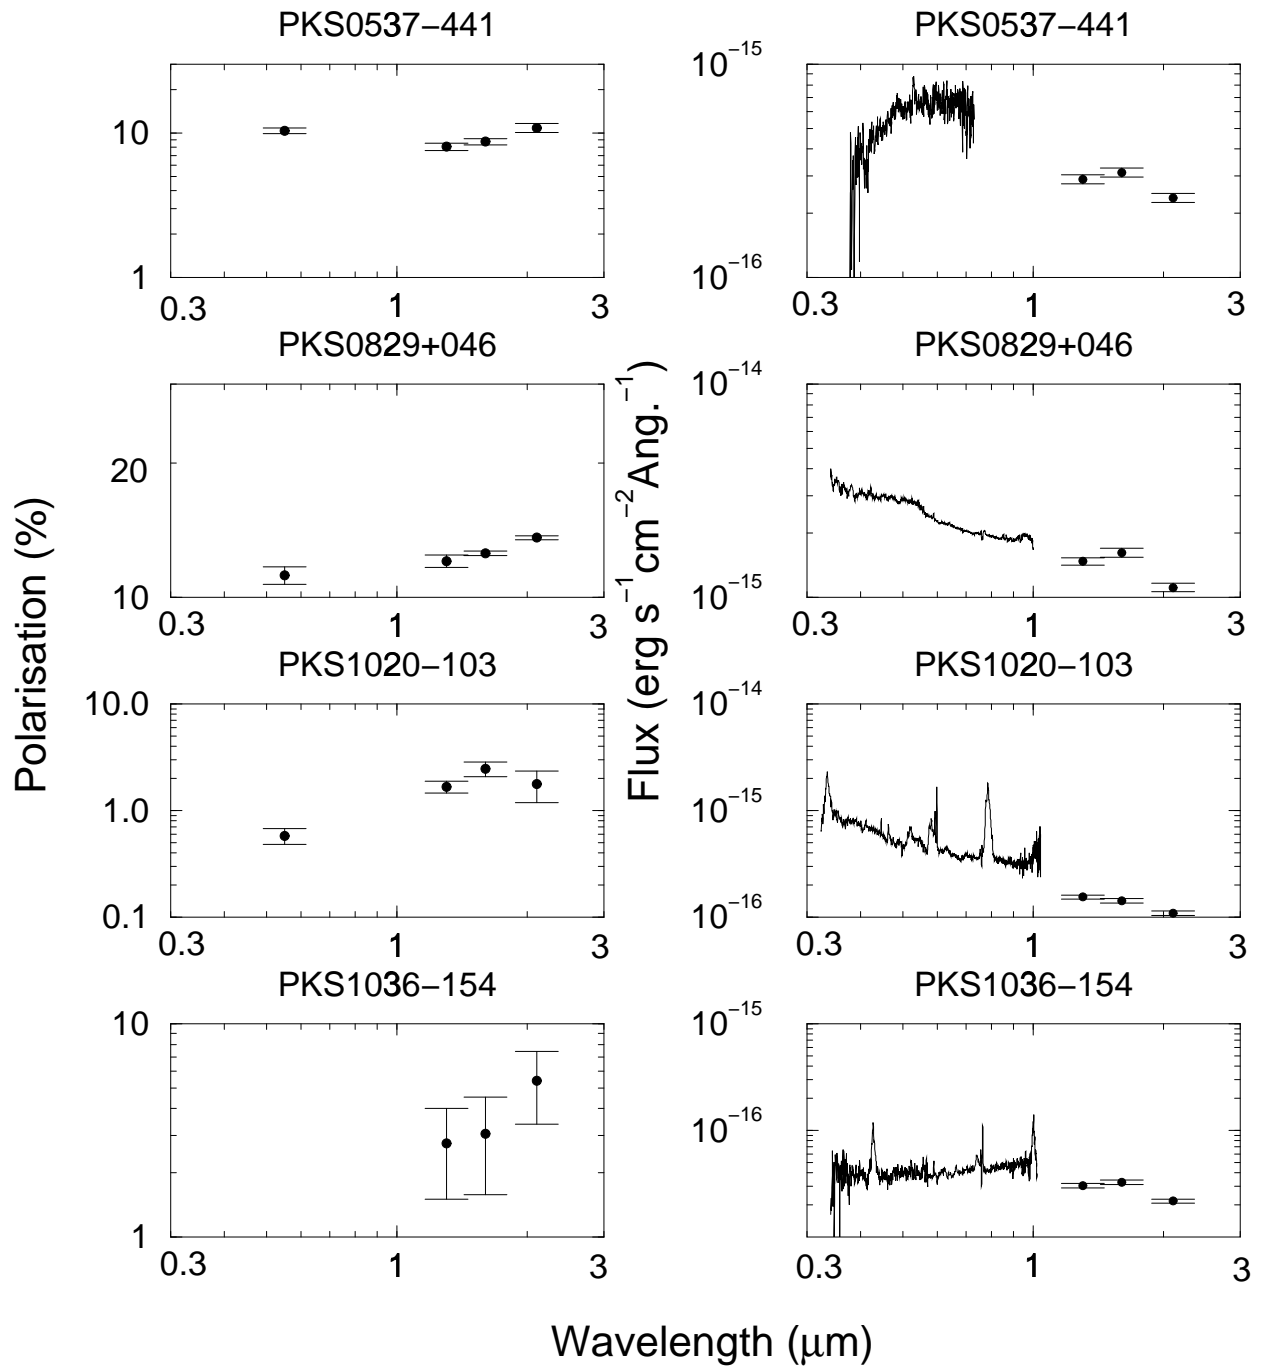 PKS0537−441 PKS0537−441
10
1
0.3 1 3
10⁻¹⁵
10⁻¹⁶
0.3 1 3
PKS0829+046 PKS0829+046
20
10
0.3 1 3
10⁻¹⁴
10⁻¹⁵
0.3 1 3
PKS1020−103 PKS1020−103
10.0
1.0
0.1
0.3 1 3
10⁻¹⁴
10⁻¹⁵
10⁻¹⁶
0.3 1 3
PKS1036−154 PKS1036−154
10
1
0.3 1 3
10⁻¹⁵
10⁻¹⁶
0.3 1 3
Polarisation (%)
Flux (erg s⁻¹ cm⁻² Ang.⁻¹)
Wavelength (μm)